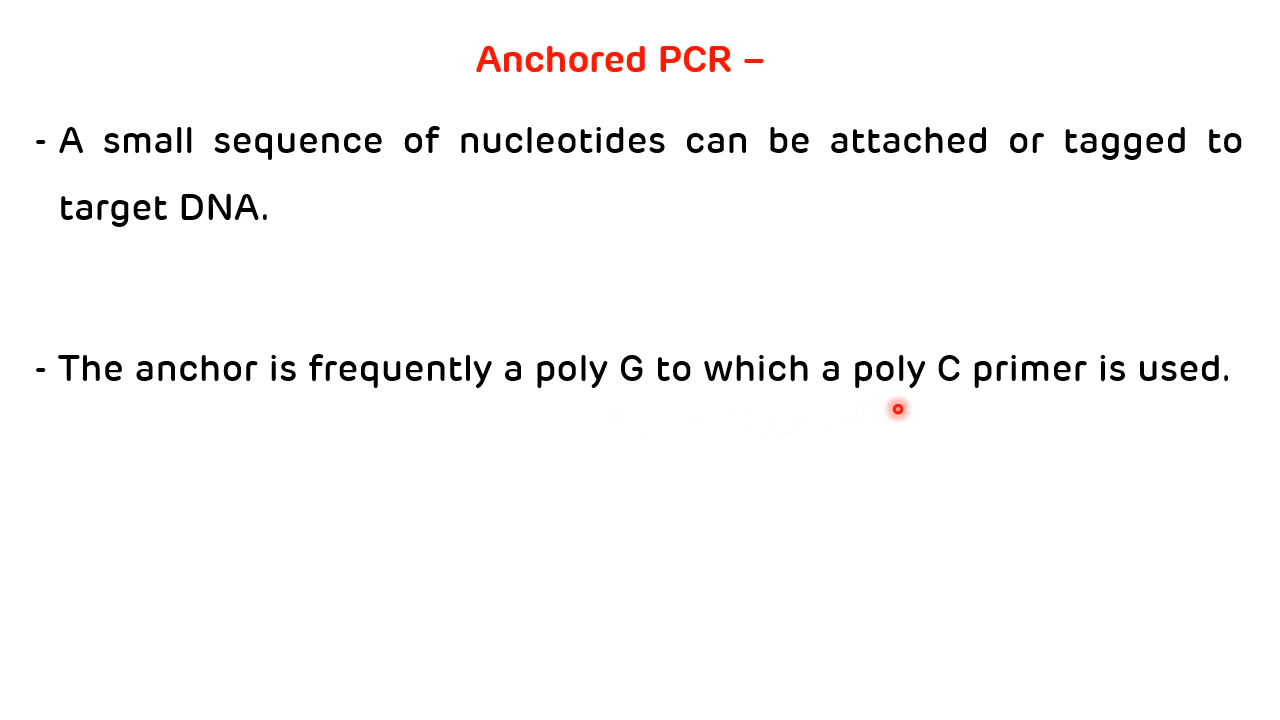 Anchored PCR –
- A small sequence of nucleotides can be attached or tagged to
target DNA.
- The anchor is frequently a poly G to which a poly C primer is used.